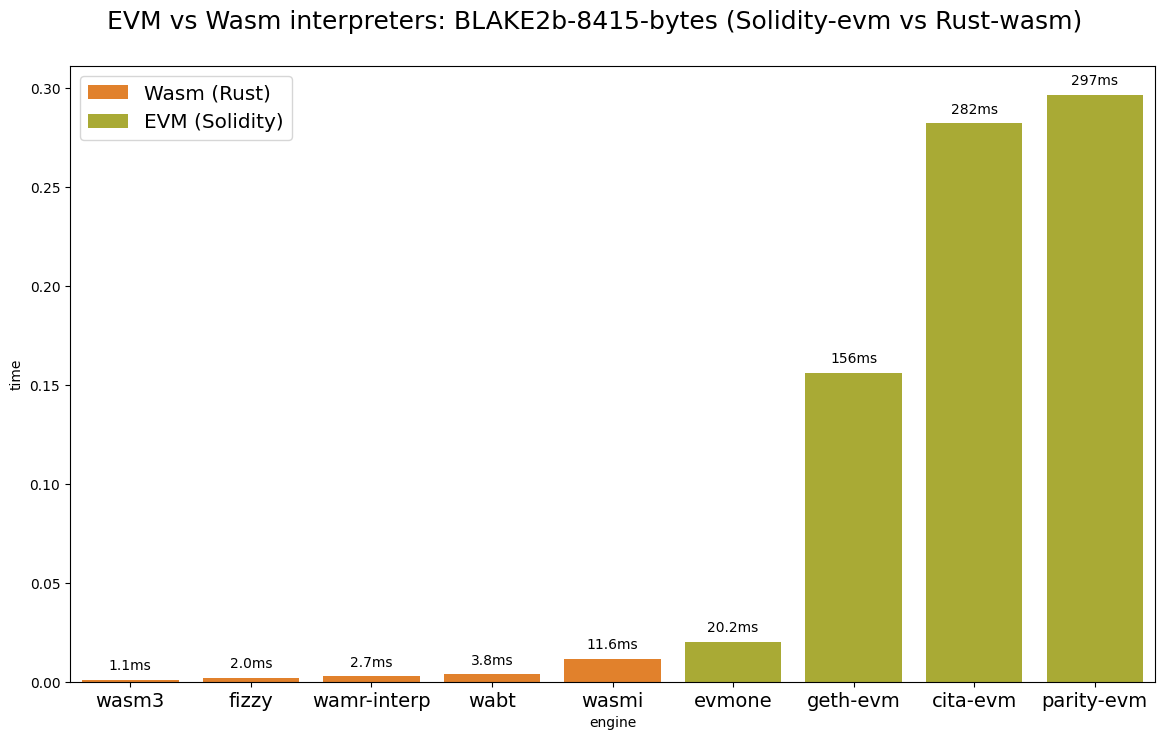 EVM vs Wasm interpreters: BLAKE2b-8415-bytes (Solidity-evm vs Rust-wasm)
Wasm (Rust)
EVM (Solidity)
0.30
0.25
0.20
0.15
0.10
0.05
0.00
time
1.1ms
2.0ms
2.7ms
3.8ms
11.6ms
20.2ms
156ms
282ms
297ms
wasm3 fizzy wamr-interp wabt wasmi evmone geth-evm cita-evm parity-evm
engine